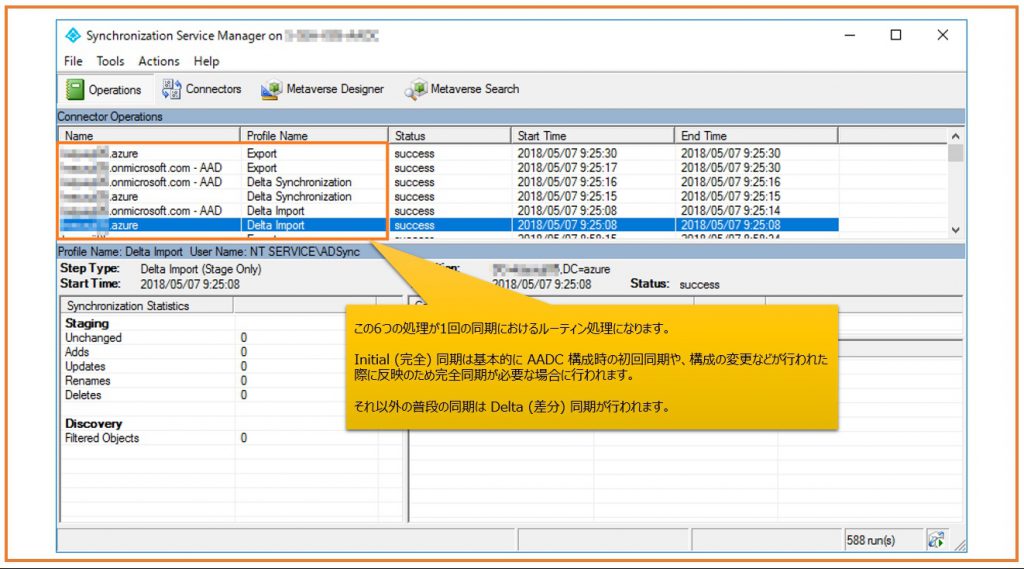 Synchronization Service Manager on
File Tools Actions Help
Operations Connectors Metaverse Designer Metaverse Search
Connector Operations
Name Profile Name Status Start Time End Time
.azure Export success 2018/05/07 9:25:30 2018/05/07 9:25:30
.onmicrosoft.com - AAD Export success 2018/05/07 9:25:17 2018/05/07 9:25:30
.onmicrosoft.com - AAD Delta Synchronization success 2018/05/07 9:25:16 2018/05/07 9:25:16
.azure Delta Synchronization success 2018/05/07 9:25:15 2018/05/07 9:25:15
.onmicrosoft.com - AAD Delta Import success 2018/05/07 9:25:08 2018/05/07 9:25:14
.azure Delta Import success 2018/05/07 9:25:08 2018/05/07 9:25:08
Profile Name: Delta Import User Name: NT SERVICE\ADSync
Step Type: Delta Import (Stage Only) ,DC=azure
Start Time: 2018/05/07 9:25:08 2018/05/07 9:25:08 Status: success
Synchronization Statistics
Staging
Unchanged 0
Adds 0
Updates 0
Renames 0
Deletes 0
Discovery
Filtered Objects 0
この6つの処理が1回の同期におけるルーティン処理になります。
Initial (完全) 同期は基本的に AADC 構成時の初回同期や、構成の変更などが行われた
際に反映のため完全同期が必要な場合に行われます。
それ以外の普段の同期は Delta (差分) 同期が行われます。
588 run(s)